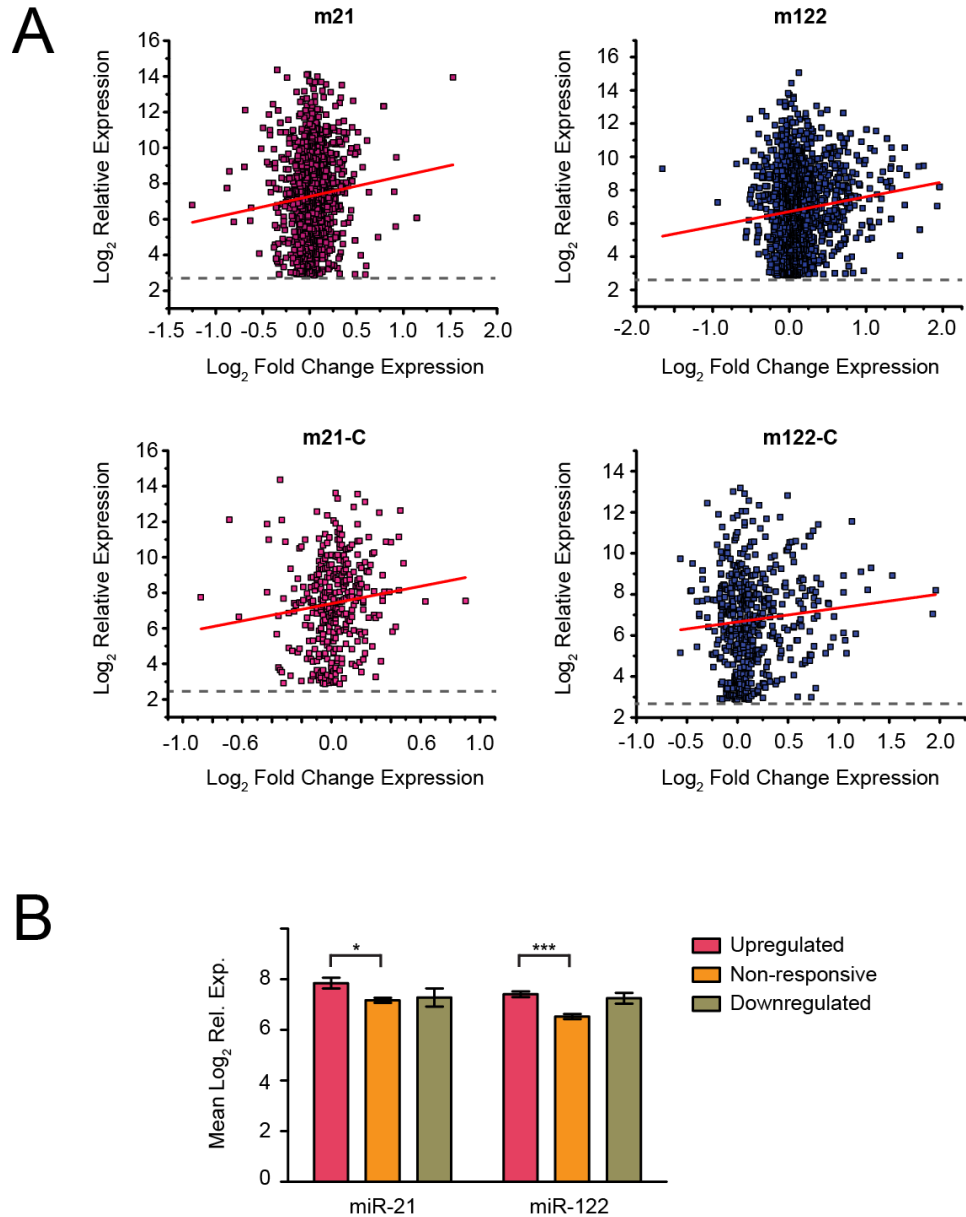 A
m21
16
14
12
10
8
6
4
2
Log2 Relative Expression
-1.5 -1.0 -0.5 0.0 0.5 1.0 1.5 2.0
Log2 Fold Change Expression
m122
16
14
12
10
8
6
4
2
Log2 Relative Expression
-2.0 -1.0 0.0 1.0 2.0
Log2 Fold Change Expression
m21-C
16
14
12
10
8
6
4
2
Log2 Relative Expression
-1.0 -0.6 0.0 0.6 1.0
Log2 Fold Change Expression
m122-C
14
12
10
8
6
4
2
Log2 Relative Expression
-1.0 -0.5 0.0 0.5 1.0 1.5 2.0
Log2 Fold Change Expression
B
8
6
4
2
0
Mean Log2 Rel. Exp.
* ***
miR-21 miR-122
Upregulated
Non-responsive
Downregulated